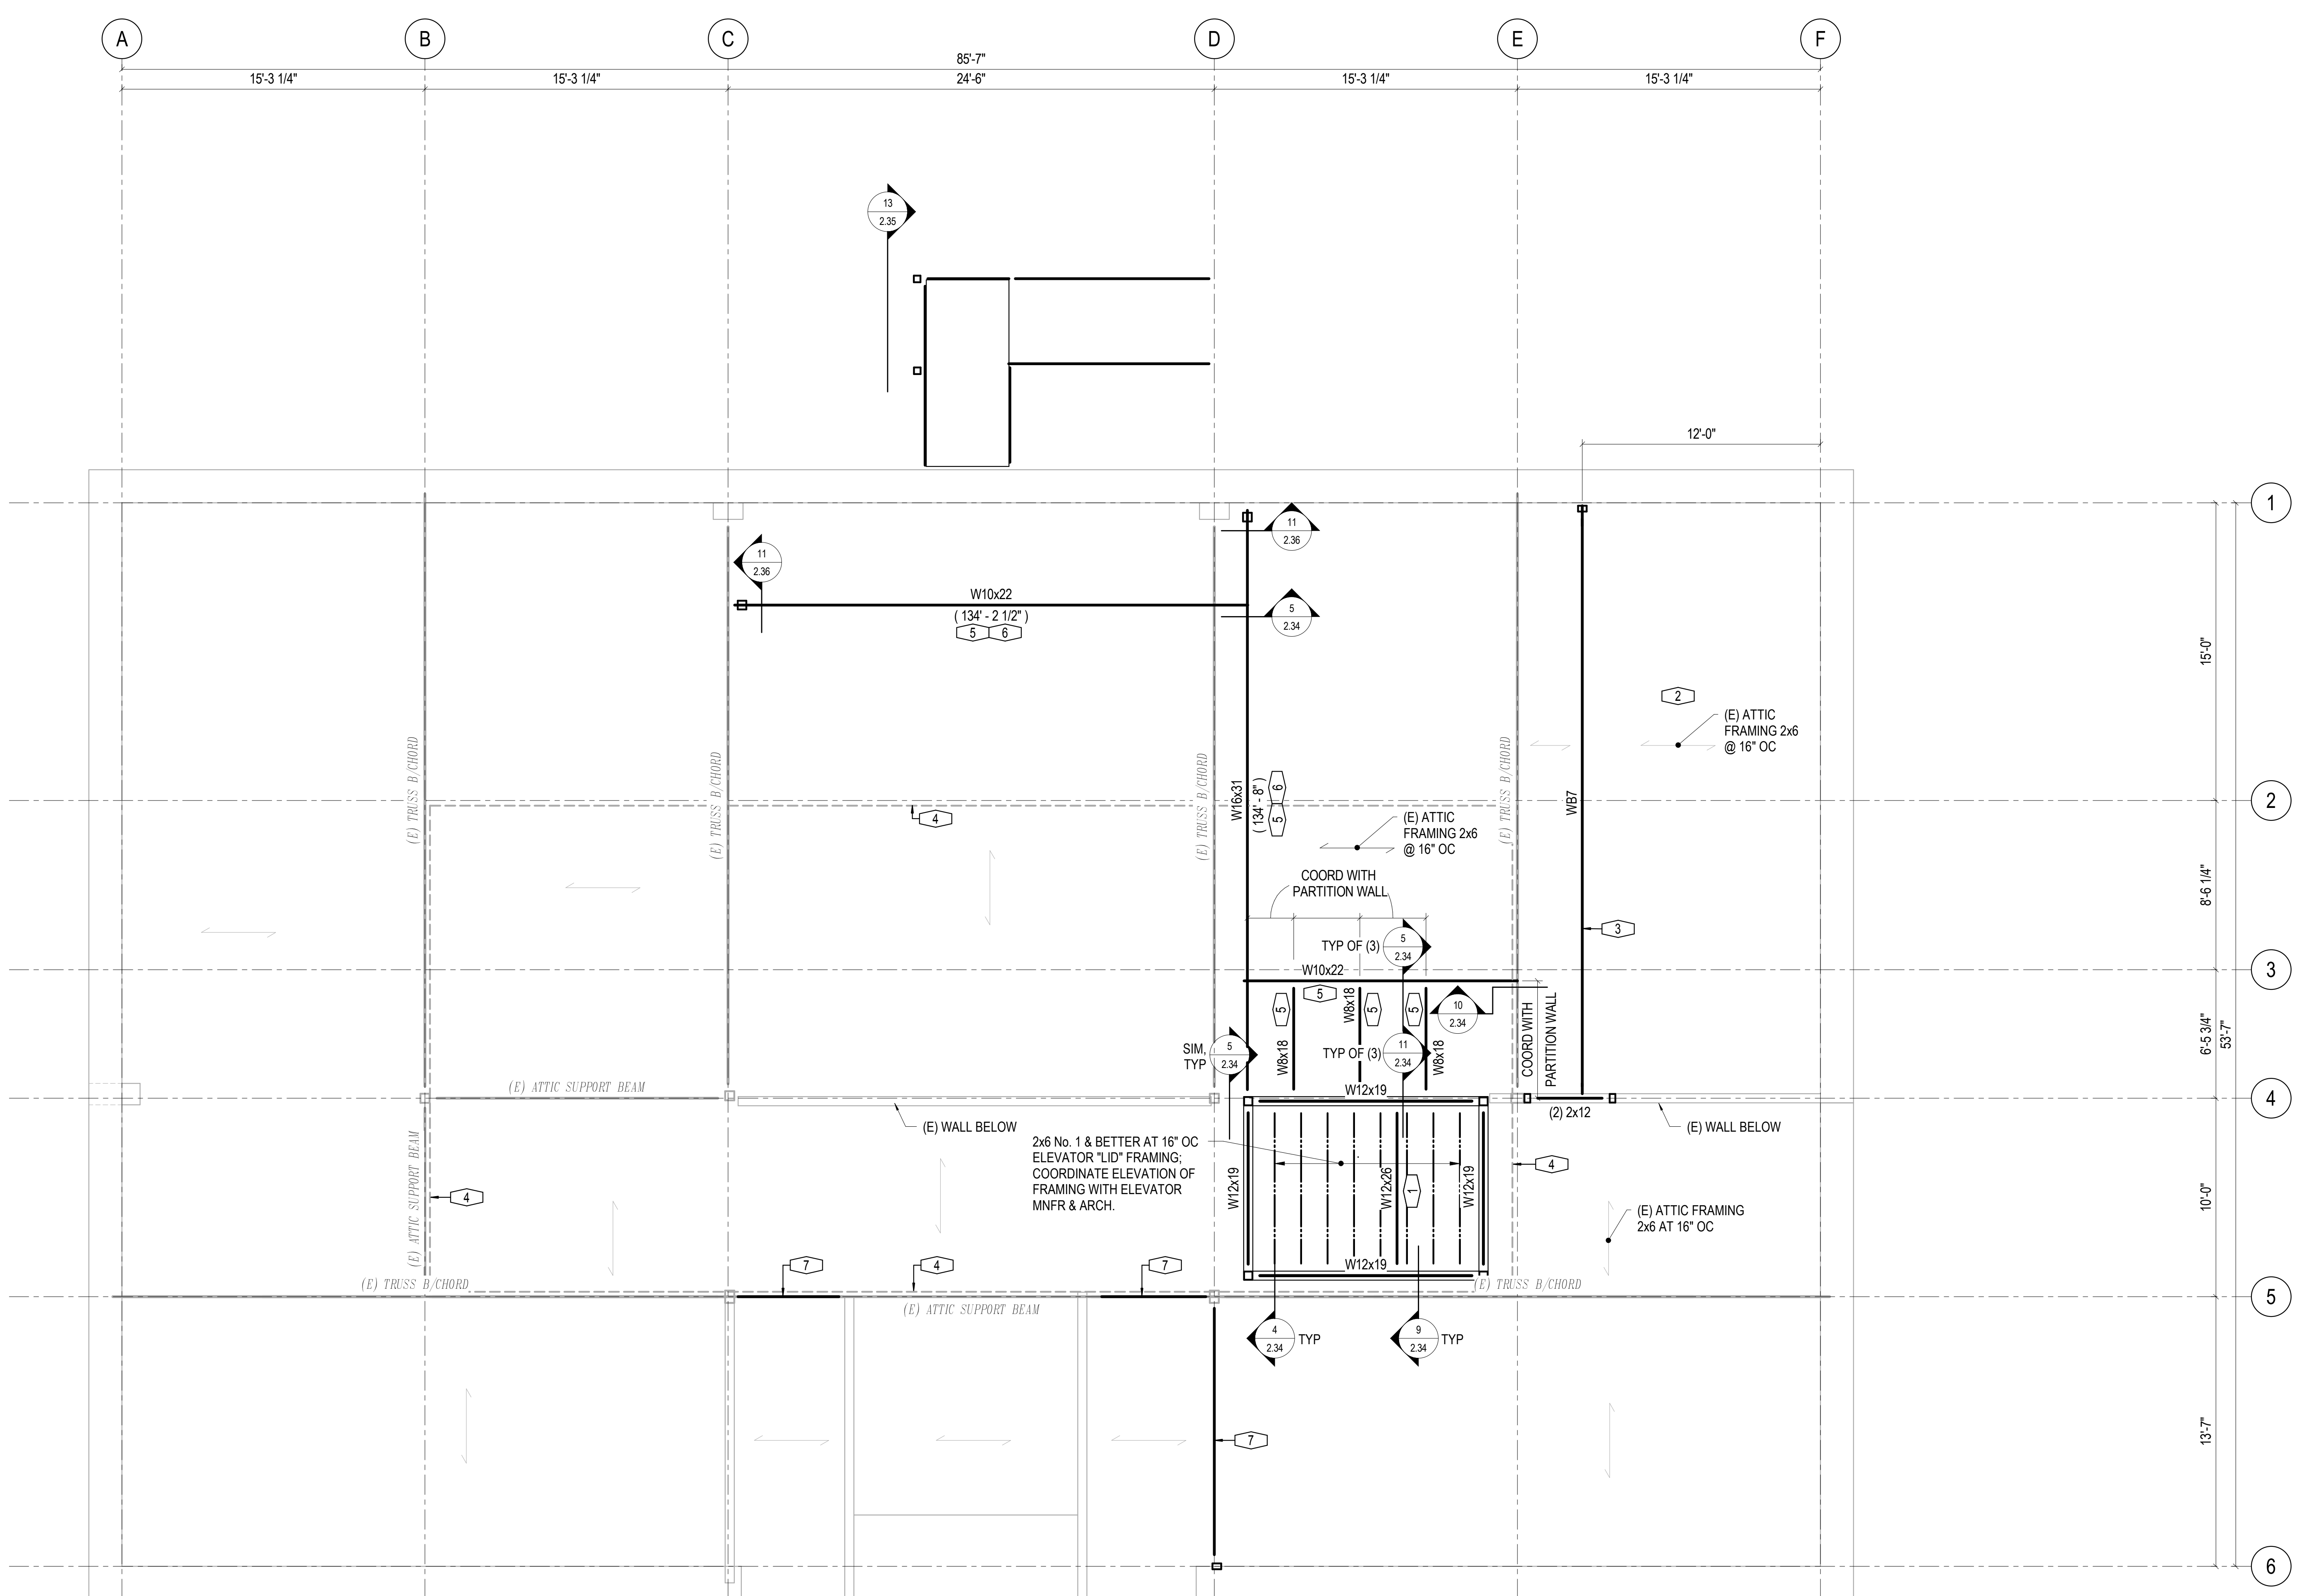 A
B
C
D
E
F
85'-7"
15'-3 1/4"
15'-3 1/4"
24'-6"
15'-3 1/4"
15'-3 1/4"
13
2.35
12'-0"
1
11
2.36
11
2.36
W10x22
( 134' - 2 1/2" )
5
6
5
2.34
15'-0"
2
(E) ATTIC
FRAMING 2x6
@ 16" OC
(E) TRUSS B/CHORD
(E) TRUSS B/CHORD
(E) TRUSS B/CHORD
(E) TRUSS B/CHORD
W16x31
( 134' - 8" )
5
6
WB7
2
4
(E) ATTIC
FRAMING 2x6
@ 16" OC
COORD WITH
PARTITION WALL
8'-6 1/4"
3
TYP OF (3)
5
2.34
3
W10x22
5
5
W8x18
5
5
10
2.34
COORD WITH
PARTITION WALL
6'-5 3/4"
53'-7"
SIM,
TYP
5
2.34
W8x18
TYP OF (3)
11
2.34
W8x18
(E) ATTIC SUPPORT BEAM
W12x19
4
(2) 2x12
(E) WALL BELOW
(E) WALL BELOW
2x6 No. 1 & BETTER AT 16" OC
ELEVATOR "LID" FRAMING;
COORDINATE ELEVATION OF
FRAMING WITH ELEVATOR
MNFR & ARCH.
(E) ATTIC SUPPORT BEAM
4
W12x19
W12x26
1
W12x19
4
10'-0"
(E) ATTIC FRAMING
2x6 AT 16" OC
7
4
7
W12x19
(E) TRUSS B/CHORD
(E) TRUSS B/CHORD
5
(E) ATTIC SUPPORT BEAM
4
2.34
TYP
9
2.34
TYP
7
13'-7"
6